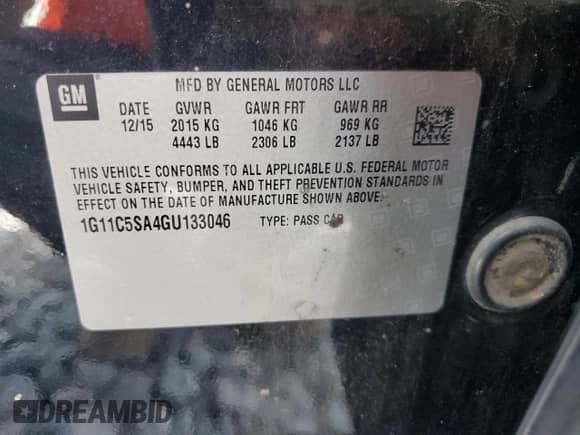 GM
MFD BY GENERAL MOTORS LLC
DATE GVWR GAWR FRT GAWR RR
12/15 2015 KG 1046 KG 969 KG
4443 LB 2306 LB 2137 LB
THIS VEHICLE CONFORMS TO ALL APPLICABLE U.S. FEDERAL MOTOR
VEHICLE SAFETY, BUMPER, AND THEFT PREVENTION STANDARDS IN
EFFECT ON THE DATE OF MANUFACTURE SHOWN ABOVE.
1G11C5SA4GU133046 TYPE: PASS CAR
DREAMBID